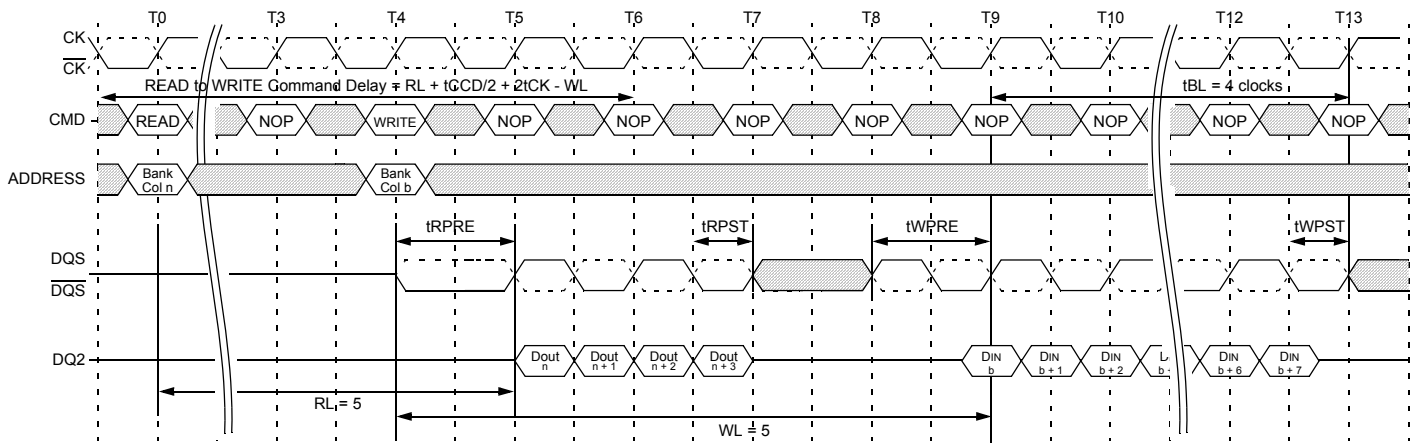 T0 T3 T4 T5 T6 T7 T8 T9 T10 T12 T13
CK
CK
READ to WRITE Command Delay = RL + tCCD/2 + 2tCK - WL
tBL = 4 clocks
CMD READ NOP WRITE NOP NOP NOP NOP NOP NOP NOP NOP
ADDRESS
Bank
Col n
Bank
Col b
tRPRE tRPST tWPRE tWPST
DQS
DQS
DQ2
Dout
n
Dout
n + 1
Dout
n + 2
Dout
n + 3
DIN
b
DIN
b + 1
DIN
b + 2
DIN
b + 6
DIN
b + 7
RL = 5
WL = 5